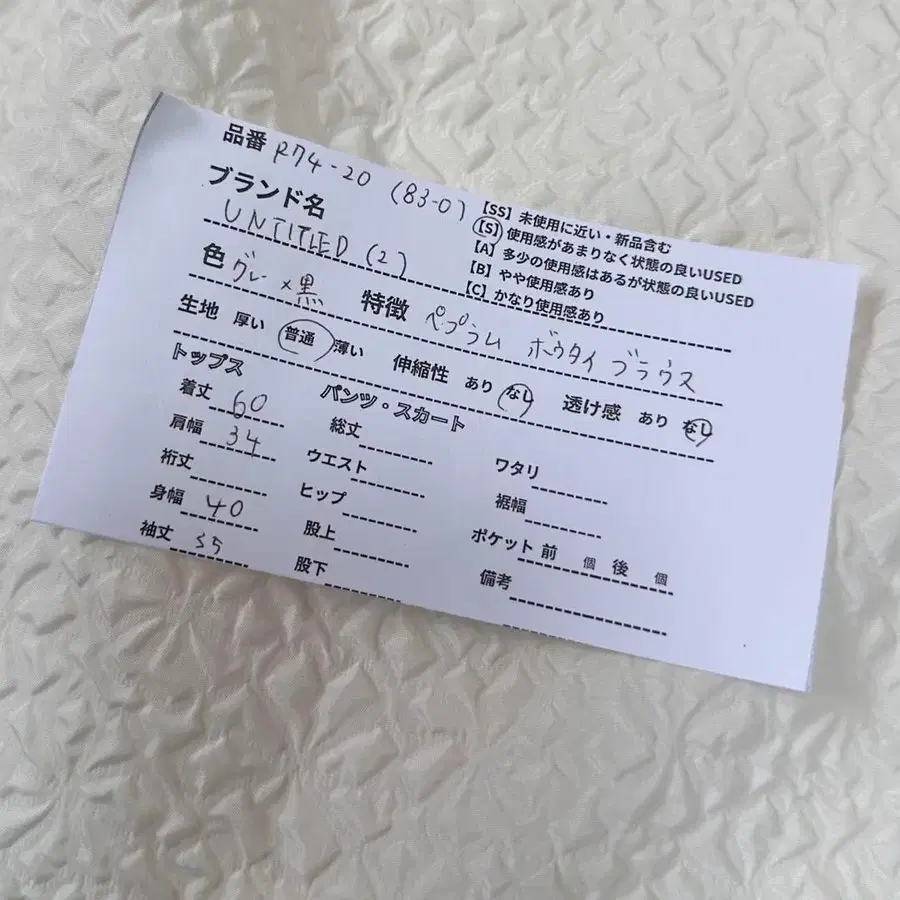 品番 R74-20 (83-0)
ブランド名
UNTITLED (2)
【SS】未使用に近い・新品含む
【S】使用感があまりなく状態の良いUSED
【A】多少の使用感はあるが状態の良いUSED
【B】やや使用感あり
【C】かなり使用感あり
色 グレー×黒 特徴 ペプラム ボウタイ ブラウス
生地 厚い 普通 薄い 伸縮性 あり なし 透け感 あり なし
トップス
着丈 60
肩幅 34
裄丈
身幅 40
袖丈 55
パンツ・スカート
総丈
ウエスト
ヒップ
股上
股下
ワタリ
裾幅
ポケット 前 個 後 個
備考